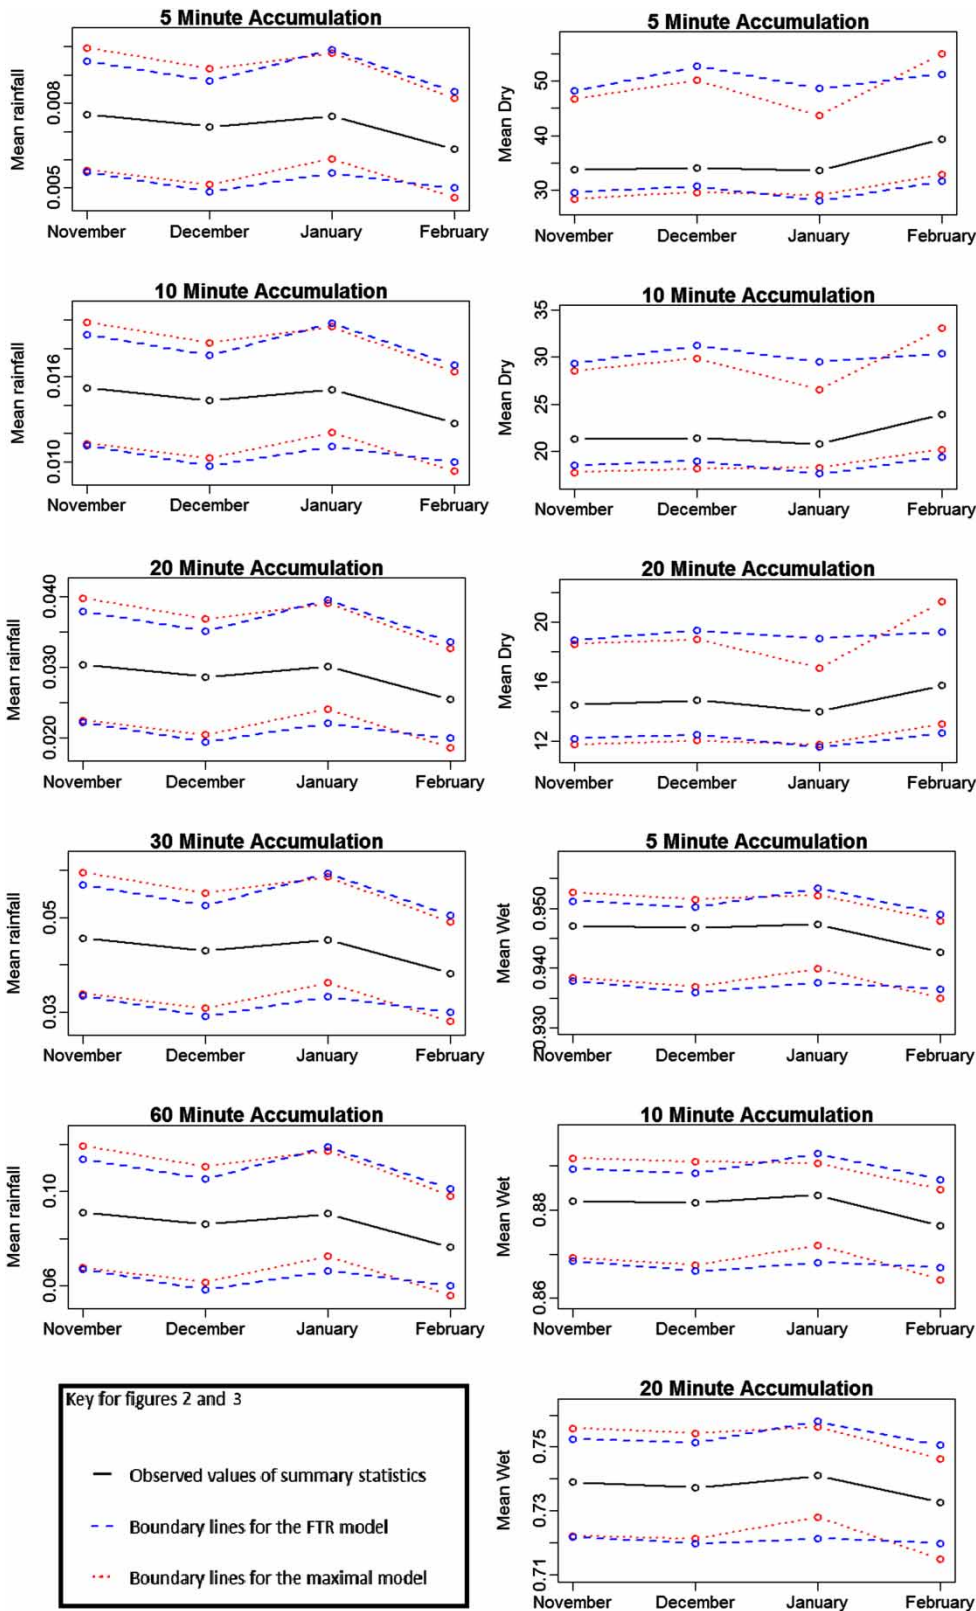 5 Minute Accumulation
Mean rainfall
0.008
0.005
November December January February
5 Minute Accumulation
Mean Dry
50
40
30
November December January February
10 Minute Accumulation
Mean rainfall
0.016
0.010
November December January February
10 Minute Accumulation
Mean Dry
35
30
25
20
November December January February
20 Minute Accumulation
Mean rainfall
0.040
0.030
0.020
November December January February
20 Minute Accumulation
Mean Dry
20
16
12
November December January February
30 Minute Accumulation
Mean rainfall
0.05
0.03
November December January February
5 Minute Accumulation
Mean Wet
0.950
0.940
0.930
November December January February
60 Minute Accumulation
Mean rainfall
0.10
0.06
November December January February
10 Minute Accumulation
Mean Wet
0.88
0.86
November December January February
Key for figures 2 and 3
Observed values of summary statistics
Boundary lines for the FTR model
Boundary lines for the maximal model
20 Minute Accumulation
Mean Wet
0.75
0.73
0.71
November December January February